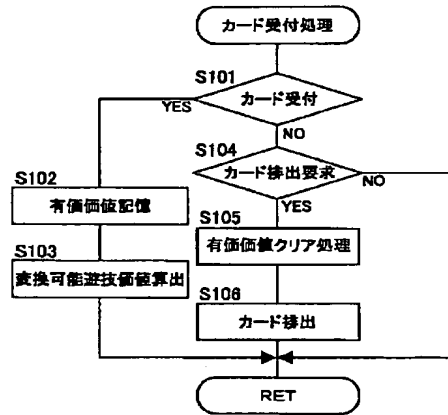 カード受付処理
S101
カード受付
YES
NO
S104
カード排出要求
NO
YES
S102
有価価値記憶
S105
有価価値クリア処理
S103
変換可能遊技価値算出
S106
カード排出
RET